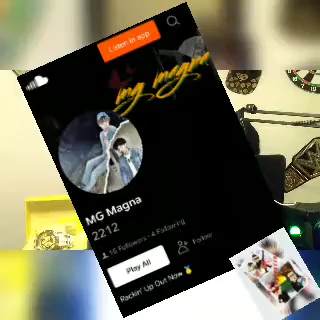 Listen in app
mg magna
MG Magna
2212
16 Followers · 4 Following
Follow
Play All
Rackin' Up Out Now